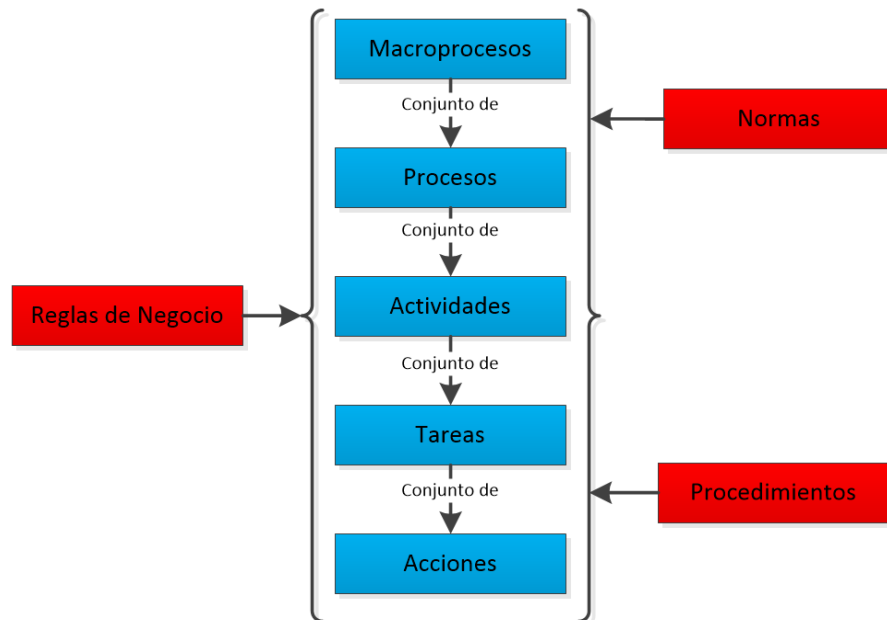 Macroprocesos
Conjunto de
Normas
Procesos
Conjunto de
Reglas de Negocio
Actividades
Conjunto de
Tareas
Conjunto de
Procedimientos
Acciones